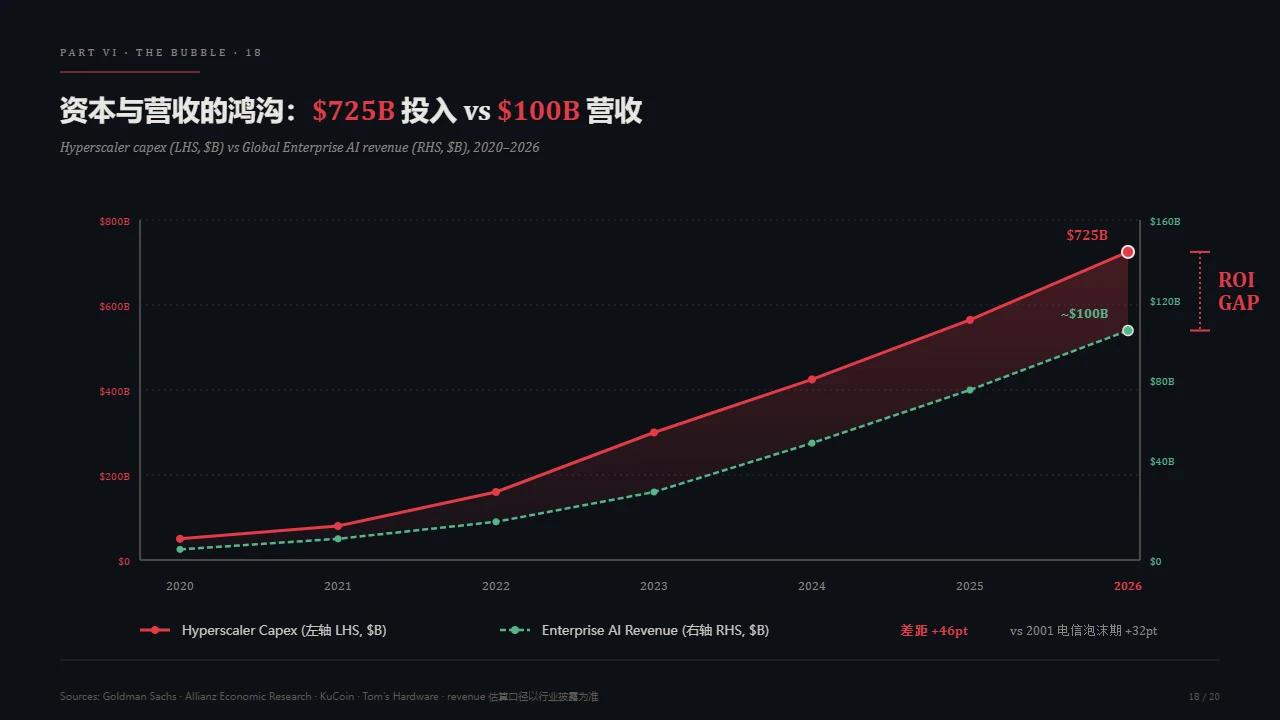 PART VI · THE BUBBLE · 18
资本与营收的鸿沟：$725B 投入 vs $100B 营收
Hyperscaler capex (LHS, $B) vs Global Enterprise AI revenue (RHS, $B), 2020–2026
$800B
$600B
$400B
$200B
$0
$725B
~$100B
$160B
$120B
$80B
$40B
$0
ROI
GAP
2020 2021 2022 2023 2024 2025 2026
Hyperscaler Capex (左轴 LHS, $B) Enterprise AI Revenue (右轴 RHS, $B) 差距 +46pt vs 2001 电信泡沫期 +32pt
Sources: Goldman Sachs · Allianz Economic Research · KuCoin · Tom's Hardware · revenue 估算口径以行业披露为准 18 / 20